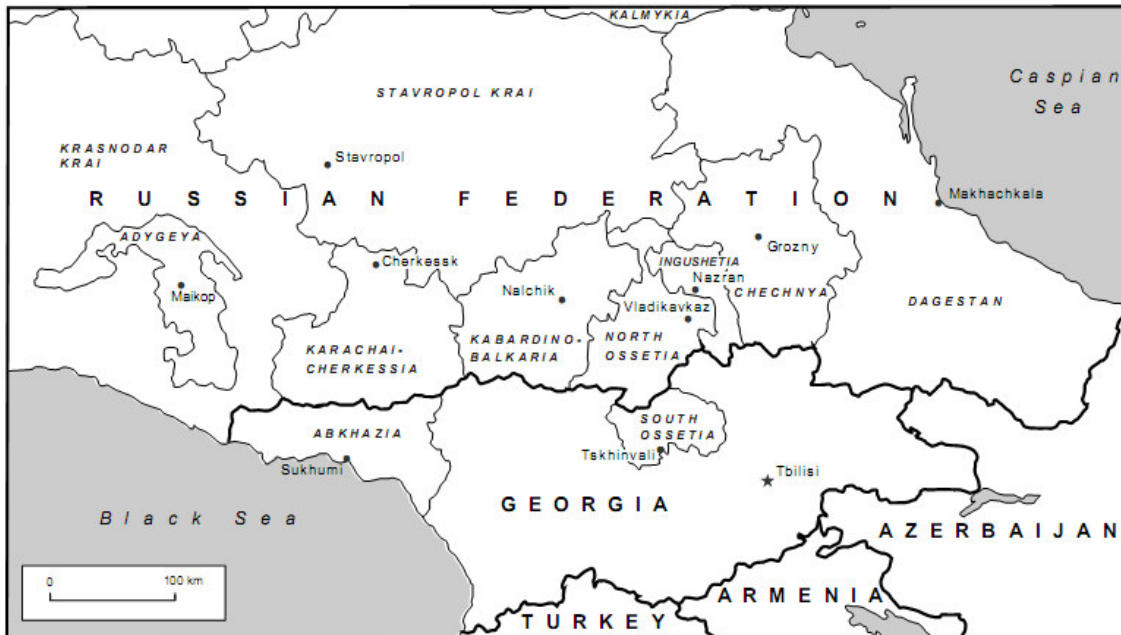 KALMYKIA
Caspian
Sea
STAVROPOL KRAI
KRASNODAR
KRAI
Stavropol
RUSSIAN FEDERATION
Makhachkala
ADYGEYA
Grozny
Cherkessk
INGUSHETIA
Nazran
Maikop
Nalchik
CHECHNYA
DAGESTAN
Vladikavkaz
KABARDINO-
BALKARIA
NORTH
OSSETIA
KARACHAI-
CHERKESSIA
SOUTH
OSSETIA
ABKHAZIA
Tskhinvali
Sukhumi
Tbilisi
GEORGIA
Black Sea
AZERBAIJAN
0 100 km
ARMENIA
TURKEY